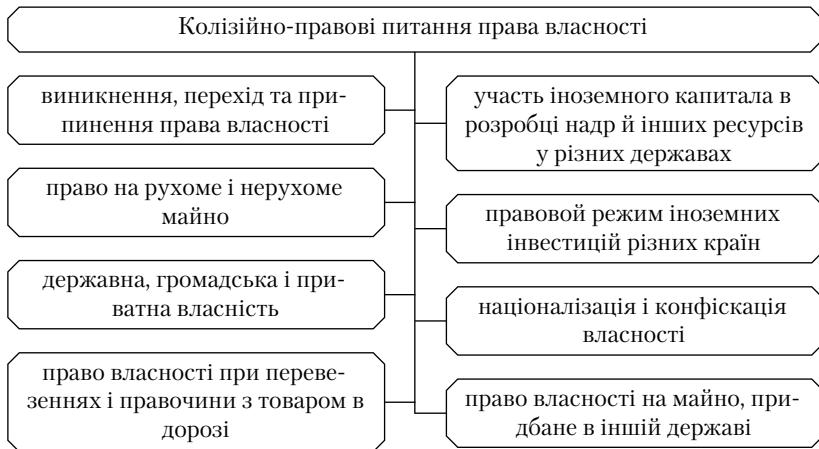 Колізійно-правові питання права власності
виникнення, перехід та при-
пинення права власності
право на рухоме і нерухоме
майно
державна, громадська і при-
ватна власність
право власності при переве-
зеннях і правочини з товаром в
дорозі
участь іноземного капитала в
розробці надр й інших ресурсів
у різних державах
правовой режим іноземних
інвестицій різних країн
націоналізація і конфіскація
власності
право власності на майно, при-
дбане в іншій державі